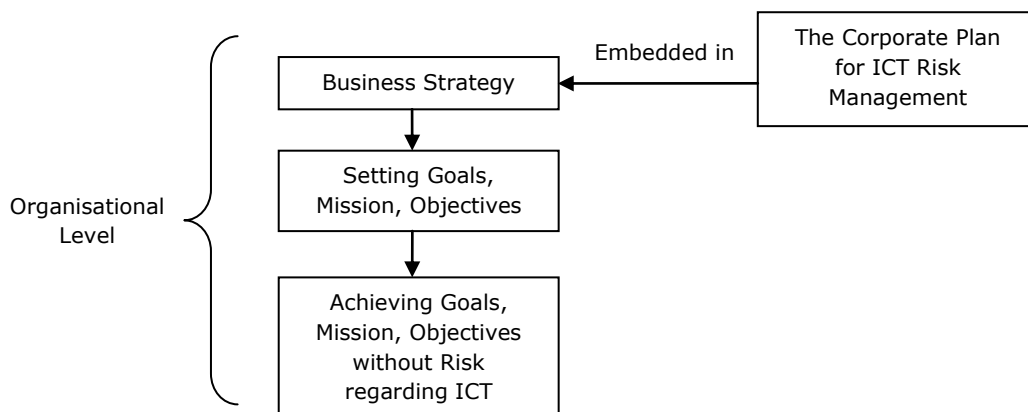 Organisational
Level
Business Strategy
Embedded in
The Corporate Plan
for ICT Risk
Management
Setting Goals,
Mission, Objectives
Achieving Goals,
Mission, Objectives
without Risk
regarding ICT